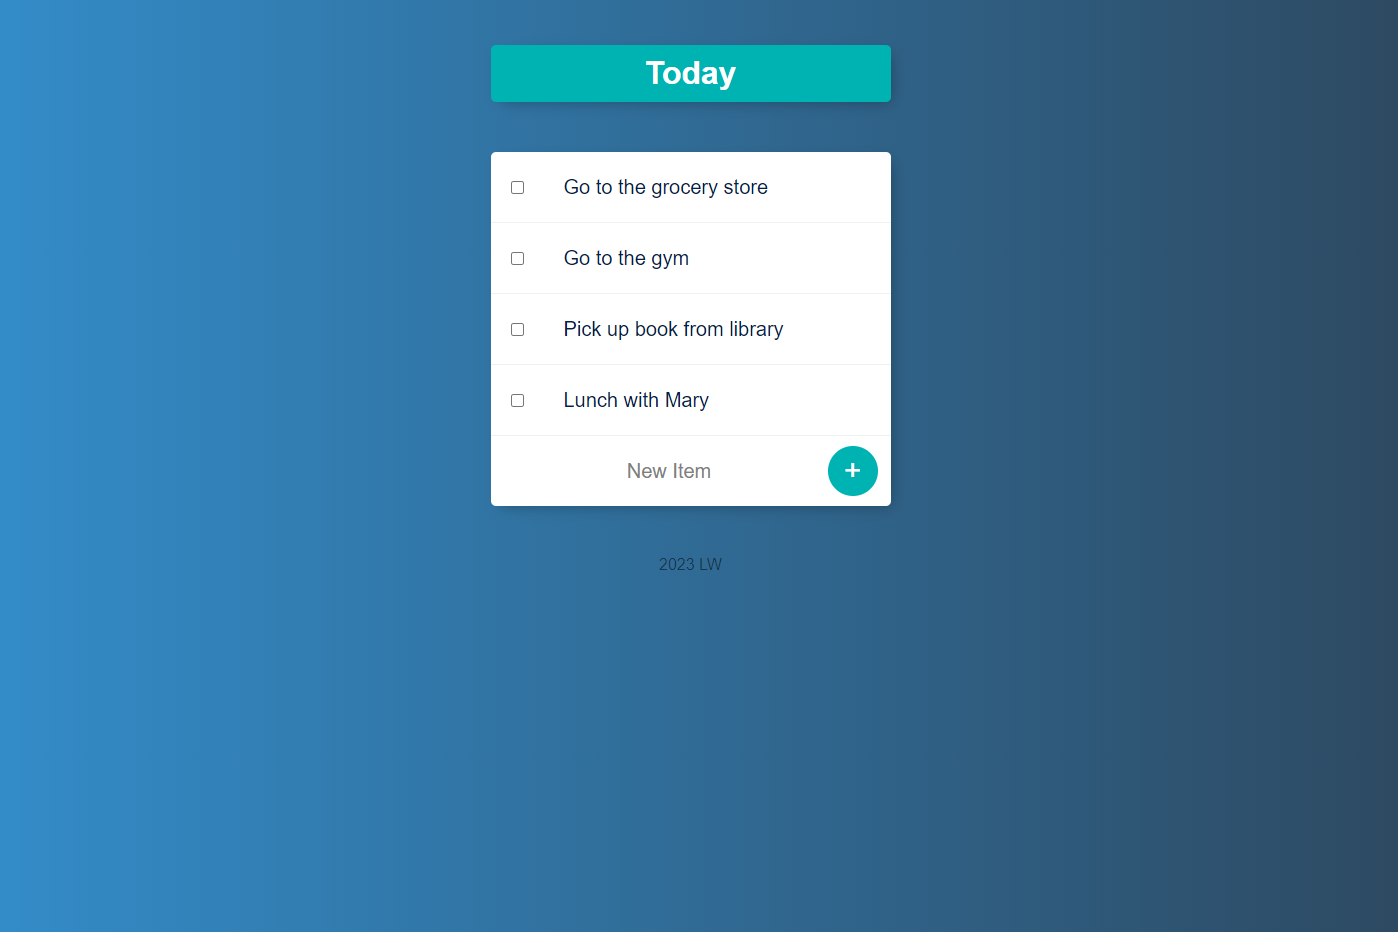 Today
Go to the grocery store
Go to the gym
Pick up book from library
Lunch with Mary
New Item +
2023 LW